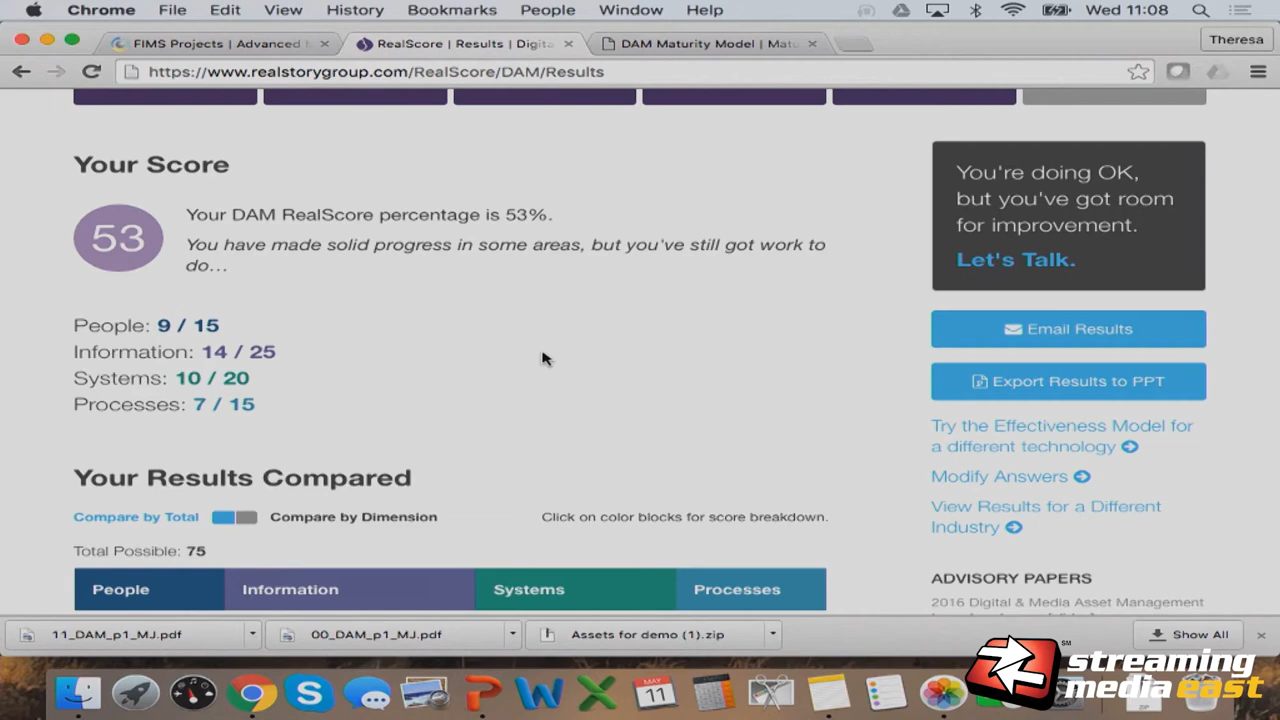 Chrome File Edit View History Bookmarks People Window Help Wed 11:08
FIMS Projects | Advanced
RealScore | Results | Digita
DAM Maturity Model | Matu
Theresa
https://www.realstorygroup.com/RealScore/DAM/Results
Your Score
53
Your DAM RealScore percentage is 53%.
You have made solid progress in some areas, but you've still got work to
do...
People: 9 / 15
Information: 14 / 25
Systems: 10 / 20
Processes: 7 / 15
You're doing OK,
but you've got room
for improvement.
Let's Talk.
Email Results
Export Results to PPT
Try the Effectiveness Model for
a different technology
Modify Answers
View Results for a Different
Industry
Your Results Compared
Compare by Total Compare by Dimension Click on color blocks for score breakdown.
Total Possible: 75
People Information Systems Processes
ADVISORY PAPERS
2016 Digital & Media Asset Management
11_DAM_p1_MJ.pdf 00_DAM_p1_MJ.pdf Assets for demo (1).zip Show All
MAY
11
streaming
media east
SM
ZIP